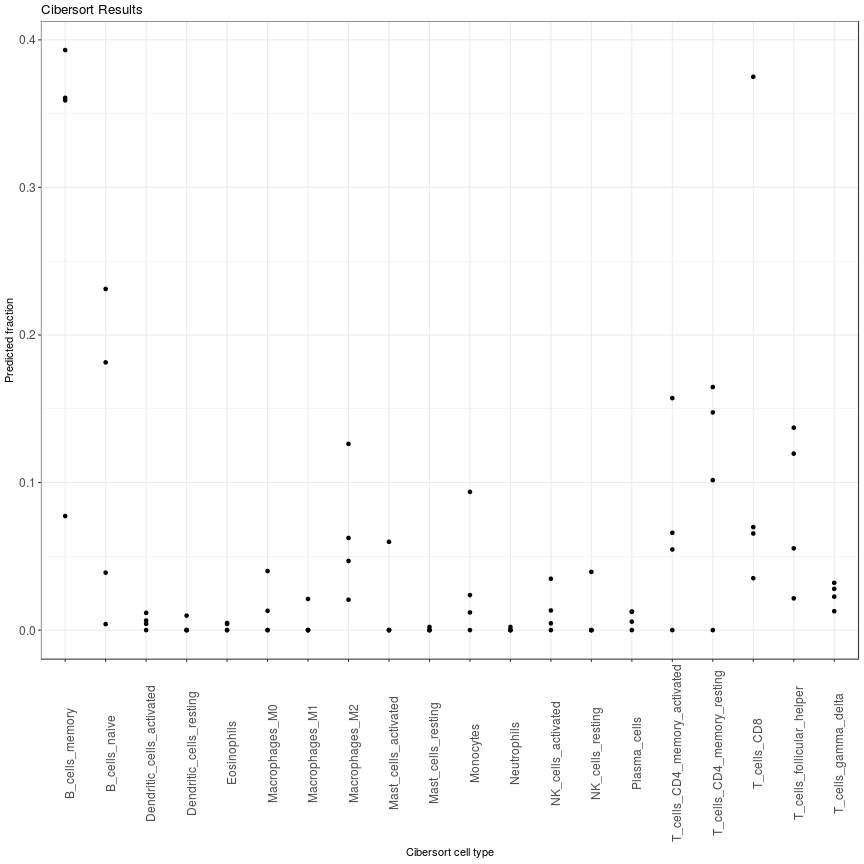 Cibersort Results
0.4
0.3
0.2
0.1
0.0
Predicted fraction
B_cells_memory
B_cells_naive
Dendritic_cells_activated
Dendritic_cells_resting
Eosinophils
Macrophages_M0
Macrophages_M1
Macrophages_M2
Mast_cells_activated
Mast_cells_resting
Monocytes
Neutrophils
NK_cells_activated
NK_cells_resting
Plasma_cells
T_cells_CD4_memory_activated
T_cells_CD4_memory_resting
T_cells_CD8
T_cells_follicular_helper
T_cells_gamma_delta
Cibersort cell type